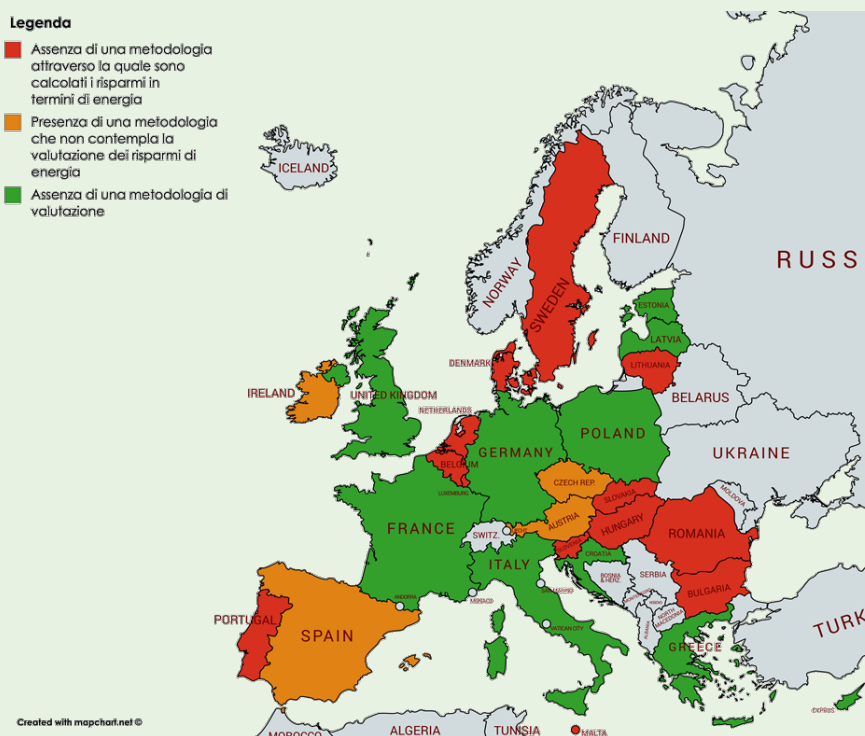 Legenda
Assenza di una metodologia
attraverso la quale sono
calcolati i risparmi in
termini di energia
Presenza di una metodologia
che non contempla la
valutazione dei risparmi di
energia
Assenza di una metodologia di
valutazione
ICELAND
FINLAND
RUSS
NORWAY
SWEDEN
ESTONIA
LATVIA
LITHUANIA
DENMARK
IRELAND
UNITED KINGDOM
BELARUS
NETHERLANDS
POLAND
GERMANY
UKRAINE
BELGIUM
CZECH REP.
LUXEMBURG
SLOVAKIA
MOLDOVA
AUSTRIA
HUNGARY
FRANCE
SWITZ.
ROMANIA
SLOVENIA
CROATIA
ITALY
BOSNIA
& HERZ.
SERBIA
SAN MARINO
BULGARIA
ANDORRA
MONACO
NORTH
MACEDONIA
PORTUGAL
SPAIN
VATICAN CITY
TURK
GREECE
CYPRUS
Created with mapchart.net ©
MOROCCO
ALGERIA
TUNISIA
MALTA